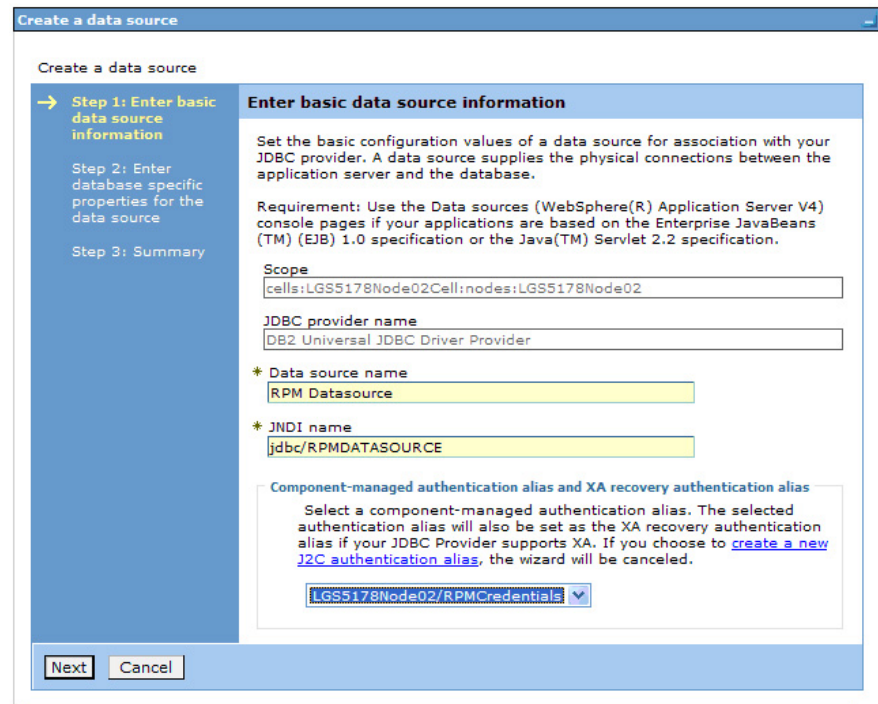 Create a data source
Create a data source
Step 1: Enter basic
data source
information
Step 2: Enter
database specific
properties for the
data source
Step 3: Summary
Enter basic data source information
Set the basic configuration values of a data source for association with your
JDBC provider. A data source supplies the physical connections between the
application server and the database.
Requirement: Use the Data sources (WebSphere(R) Application Server V4)
console pages if your applications are based on the Enterprise JavaBeans
(TM) (EJB) 1.0 specification or the Java(TM) Servlet 2.2 specification.
Scope
cells:LGS5178Node02Cell:nodes:LGS5178Node02
JDBC provider name
DB2 Universal JDBC Driver Provider
* Data source name
RPM Datasource
* JNDI name
jdbc/RPMDATASOURCE
Component-managed authentication alias and XA recovery authentication alias
Select a component-managed authentication alias. The selected
authentication alias will also be set as the XA recovery authentication
alias if your JDBC Provider supports XA. If you choose to create a new
J2C authentication alias, the wizard will be canceled.
LGS5178Node02/RPMCredentials
Next Cancel